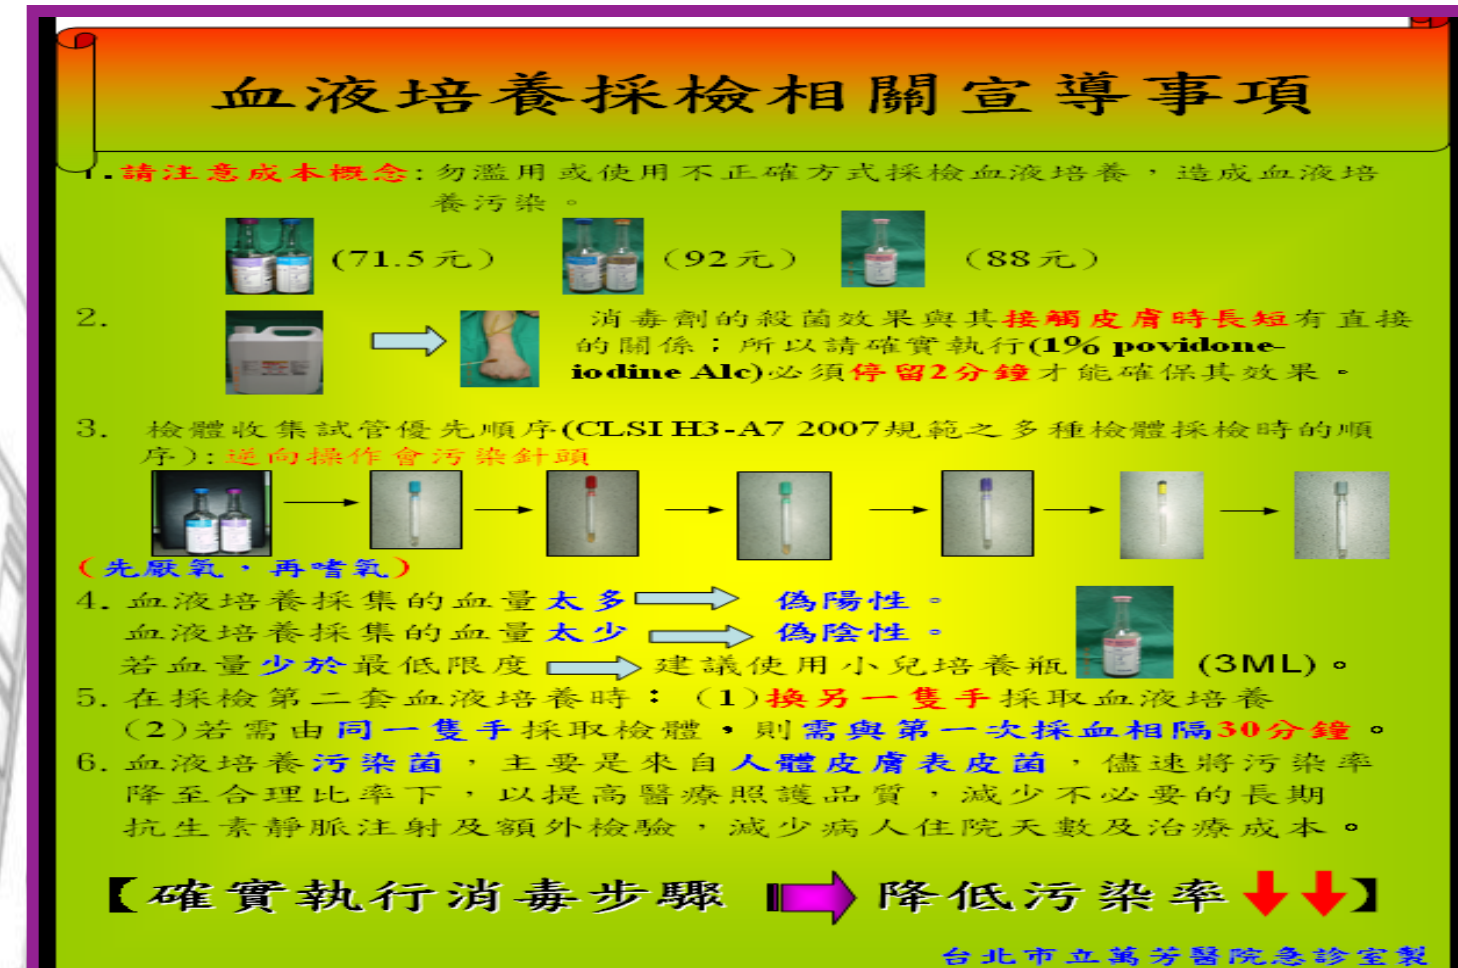 血液培養採檢相關宣導事項
1.請注意成本概念:勿濫用或使用不正確方式採檢血液培養，造成血液培
養污染。
(71.5元) (92元) (88元)
2. 消毒劑的殺菌效果與其接觸皮膚時長短有直接
的關係；所以請確實執行(1% povidone-
iodine Alc)必須停留2分鐘才能確保其效果。
3. 檢體收集試管優先順序(CLSI H3-A7 2007規範之多種檢體採檢時的順
序):逆向操作會污染針頭
(先厭氧，再嗜氧)
4. 血液培養採集的血量太多 偽陽性。
血液培養採集的血量太少 偽陰性。
若血量少於最低限度 建議使用小兒培養瓶 (3ML)。
5. 在採檢第二套血液培養時：(1)換另一隻手採取血液培養
(2)若需由同一隻手採取檢體，則需與第一次採血相隔30分鐘。
6. 血液培養污染菌，主要是來自人體皮膚表皮菌，儘速將污染率
降至合理比率下，以提高醫療照護品質，減少不必要的長期
抗生素靜脈注射及額外檢驗，減少病人住院天數及治療成本。
【確實執行消毒步驟 降低污染率】
台北市立萬芳醫院急診室製